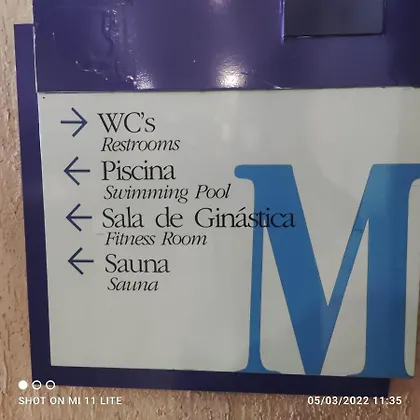 → WC's
Restrooms
← Piscina
Swimming Pool
← Sala de Ginástica
Fitness Room
← Sauna
Sauna
M
SHOT ON MI 11 LITE
05/03/2022 11:35